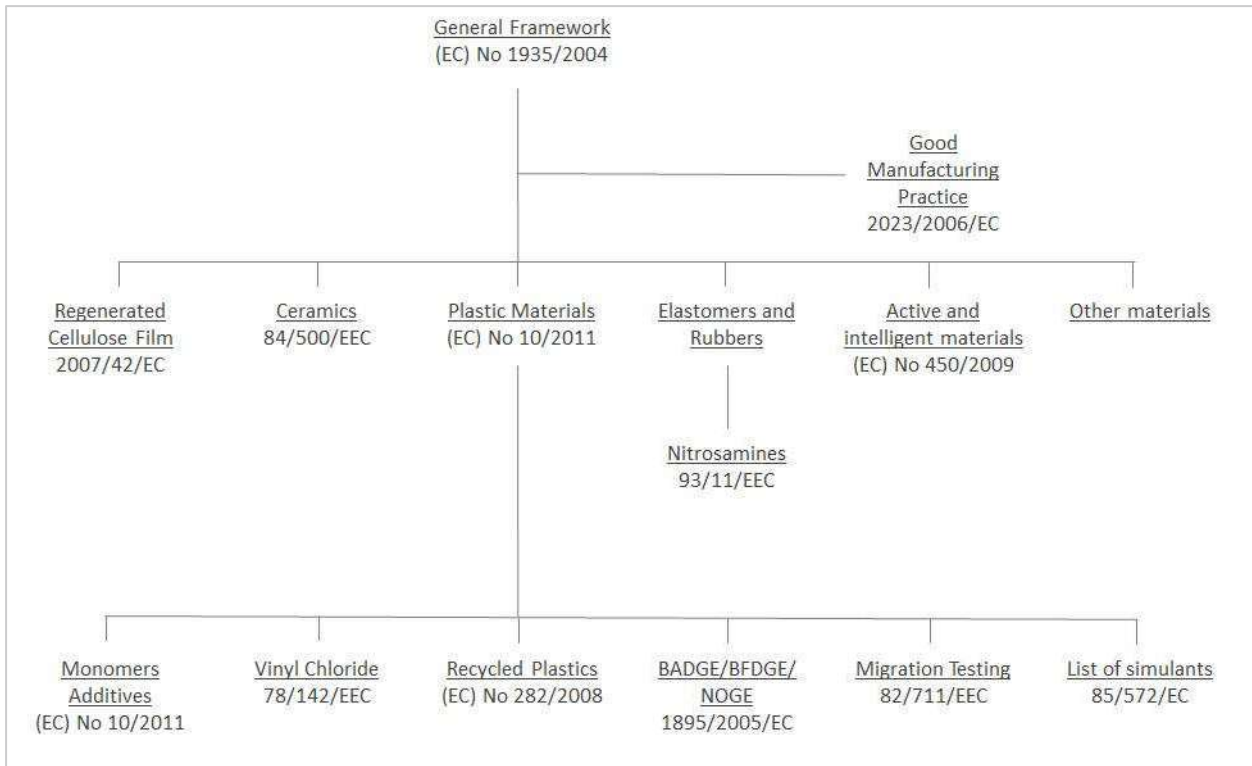 General Framework
(EC) No 1935/2004
Good
Manufacturing
Practice
2023/2006/EC
Regenerated
Cellulose Film
2007/42/EC
Ceramics
84/500/EEC
Plastic Materials
(EC) No 10/2011
Elastomers and
Rubbers
Active and
intelligent materials
(EC) No 450/2009
Other materials
Nitrosamines
93/11/EEC
Monomers
Additives
(EC) No 10/2011
Vinyl Chloride
78/142/EEC
Recycled Plastics
(EC) No 282/2008
BADGE/BFDGE/
NOGE
1895/2005/EC
Migration Testing
82/711/EEC
List of simulants
85/572/EC